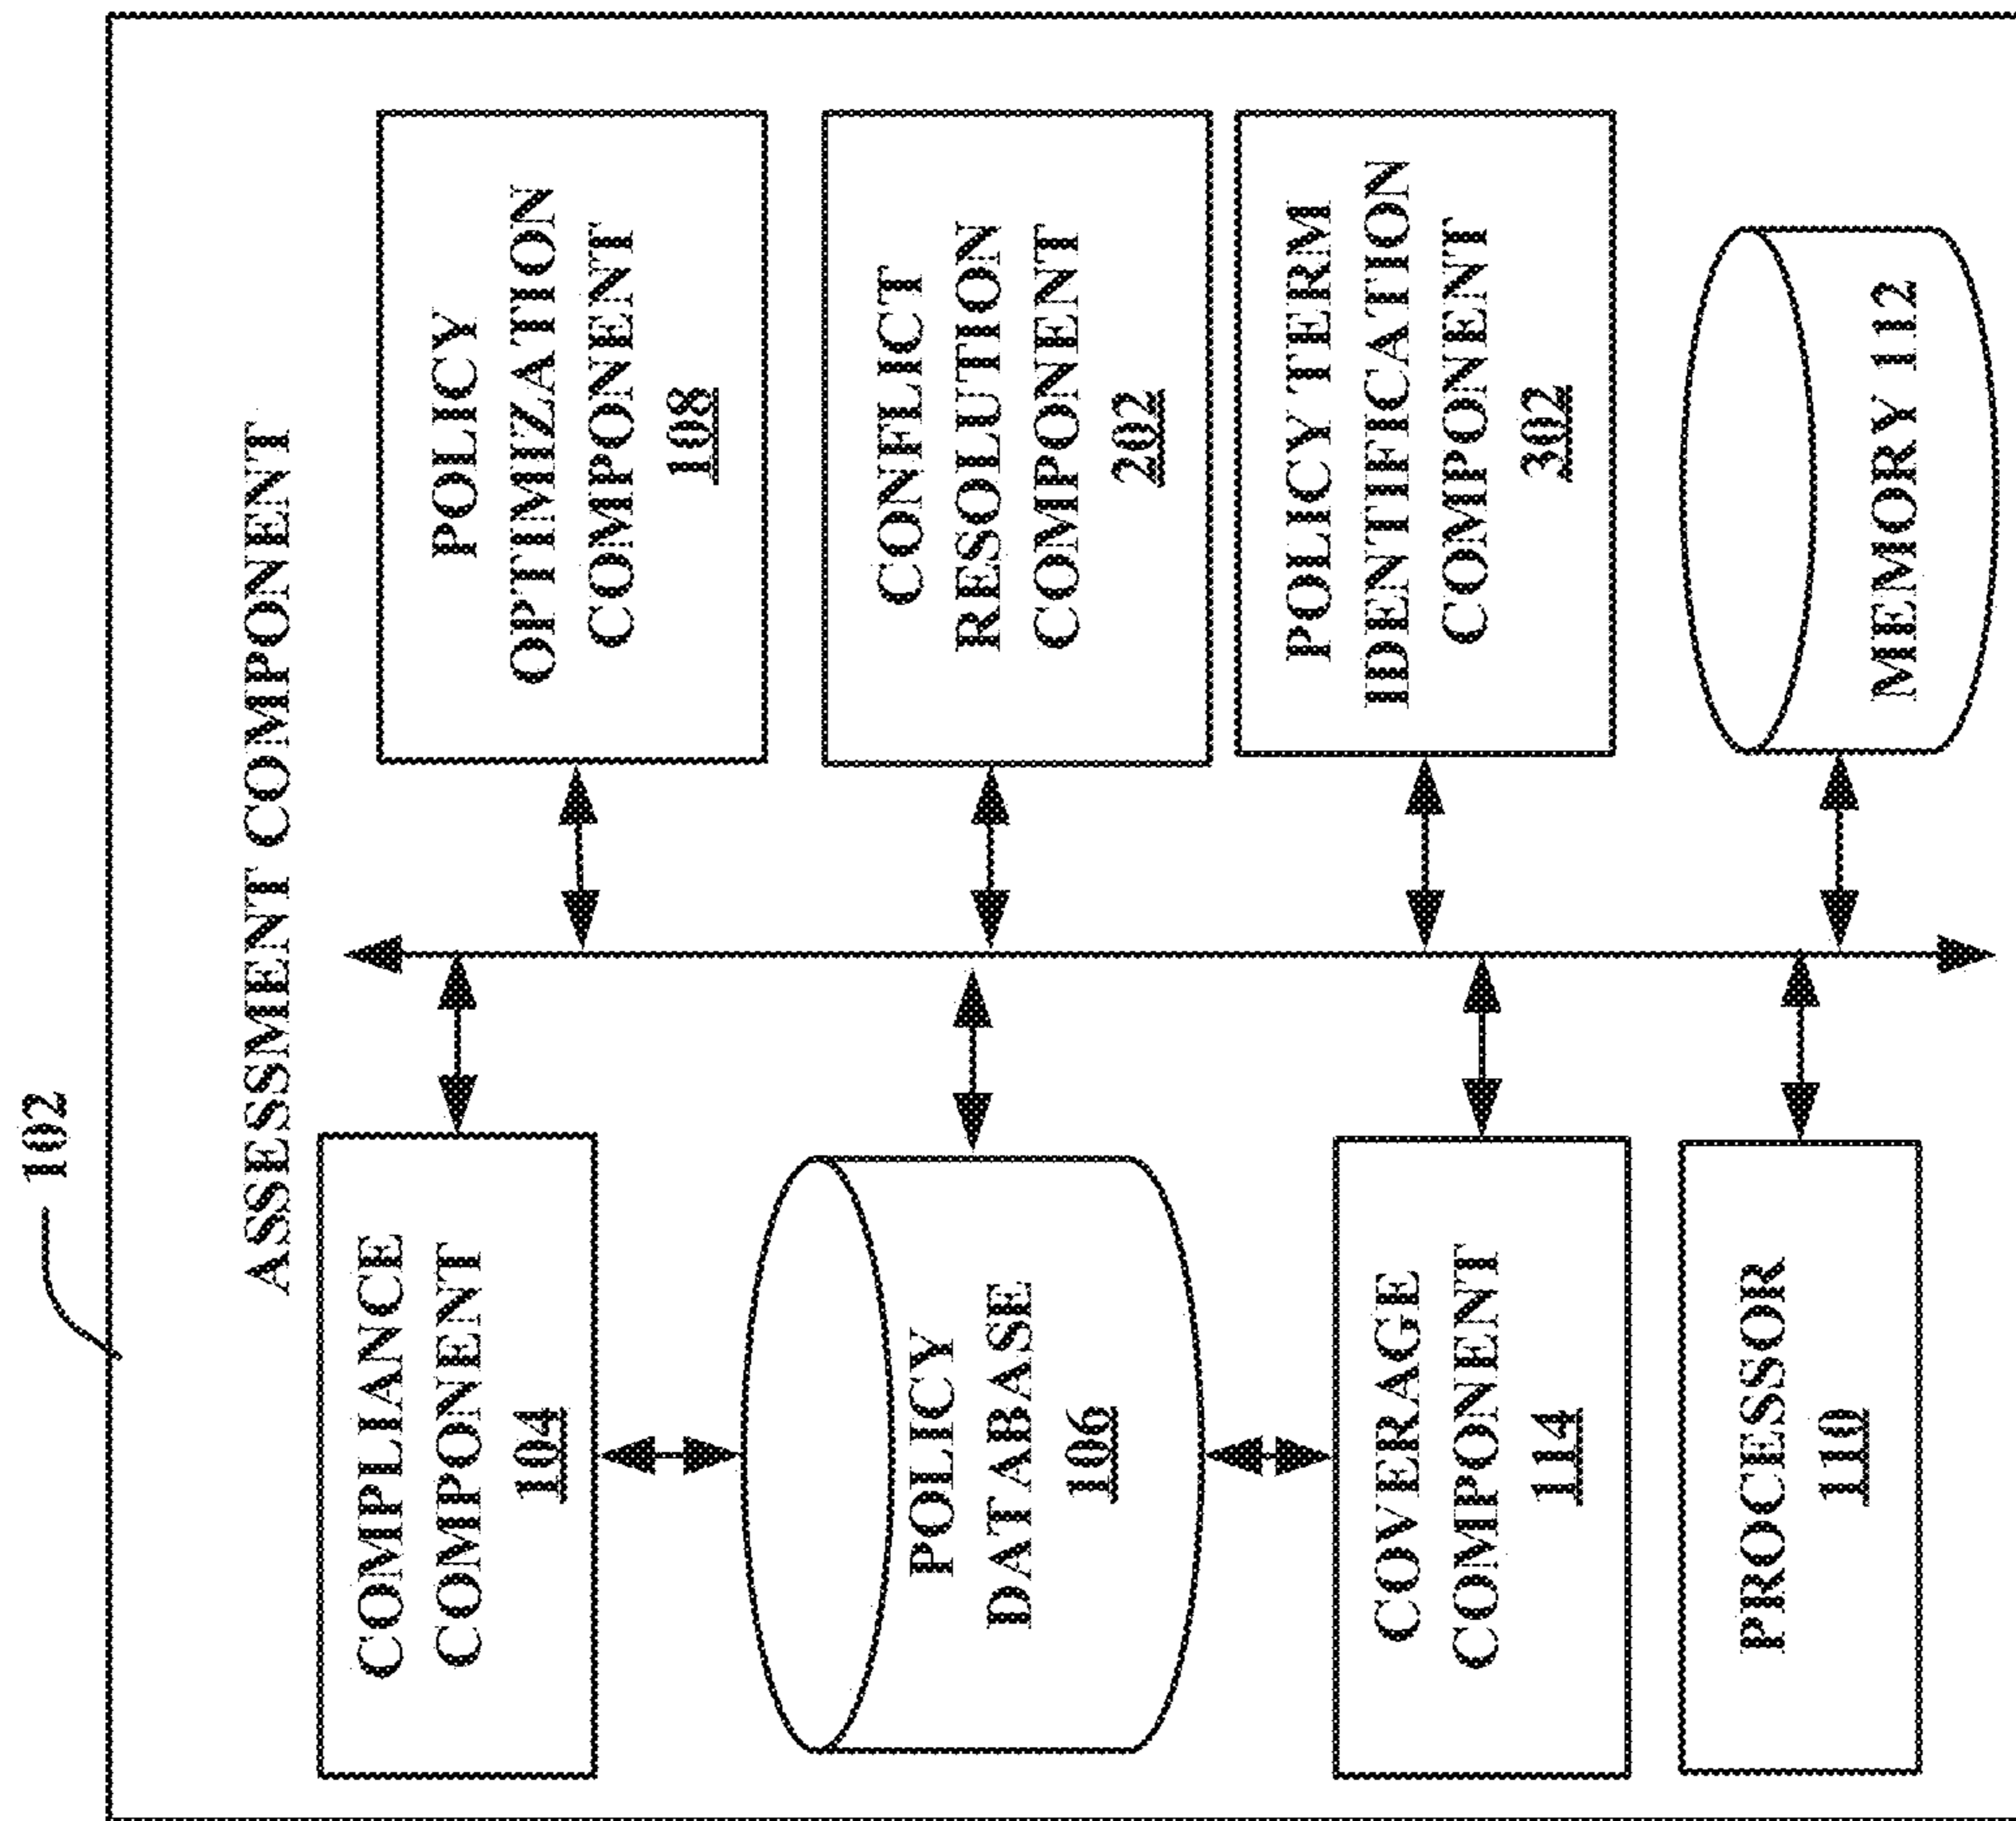 102
ASSESSMENT COMPONENT
COMPLIANCE
COMPONENT
104
POLICY
DATABASE
106
COVERAGE
COMPONENT
114
PROCESSOR
110
POLICY
OPTIMIZATION
COMPONENT
108
CONFLICT
RESOLUTION
COMPONENT
202
POLICY TERM
IDENTIFICATION
COMPONENT
302
MEMORY 112